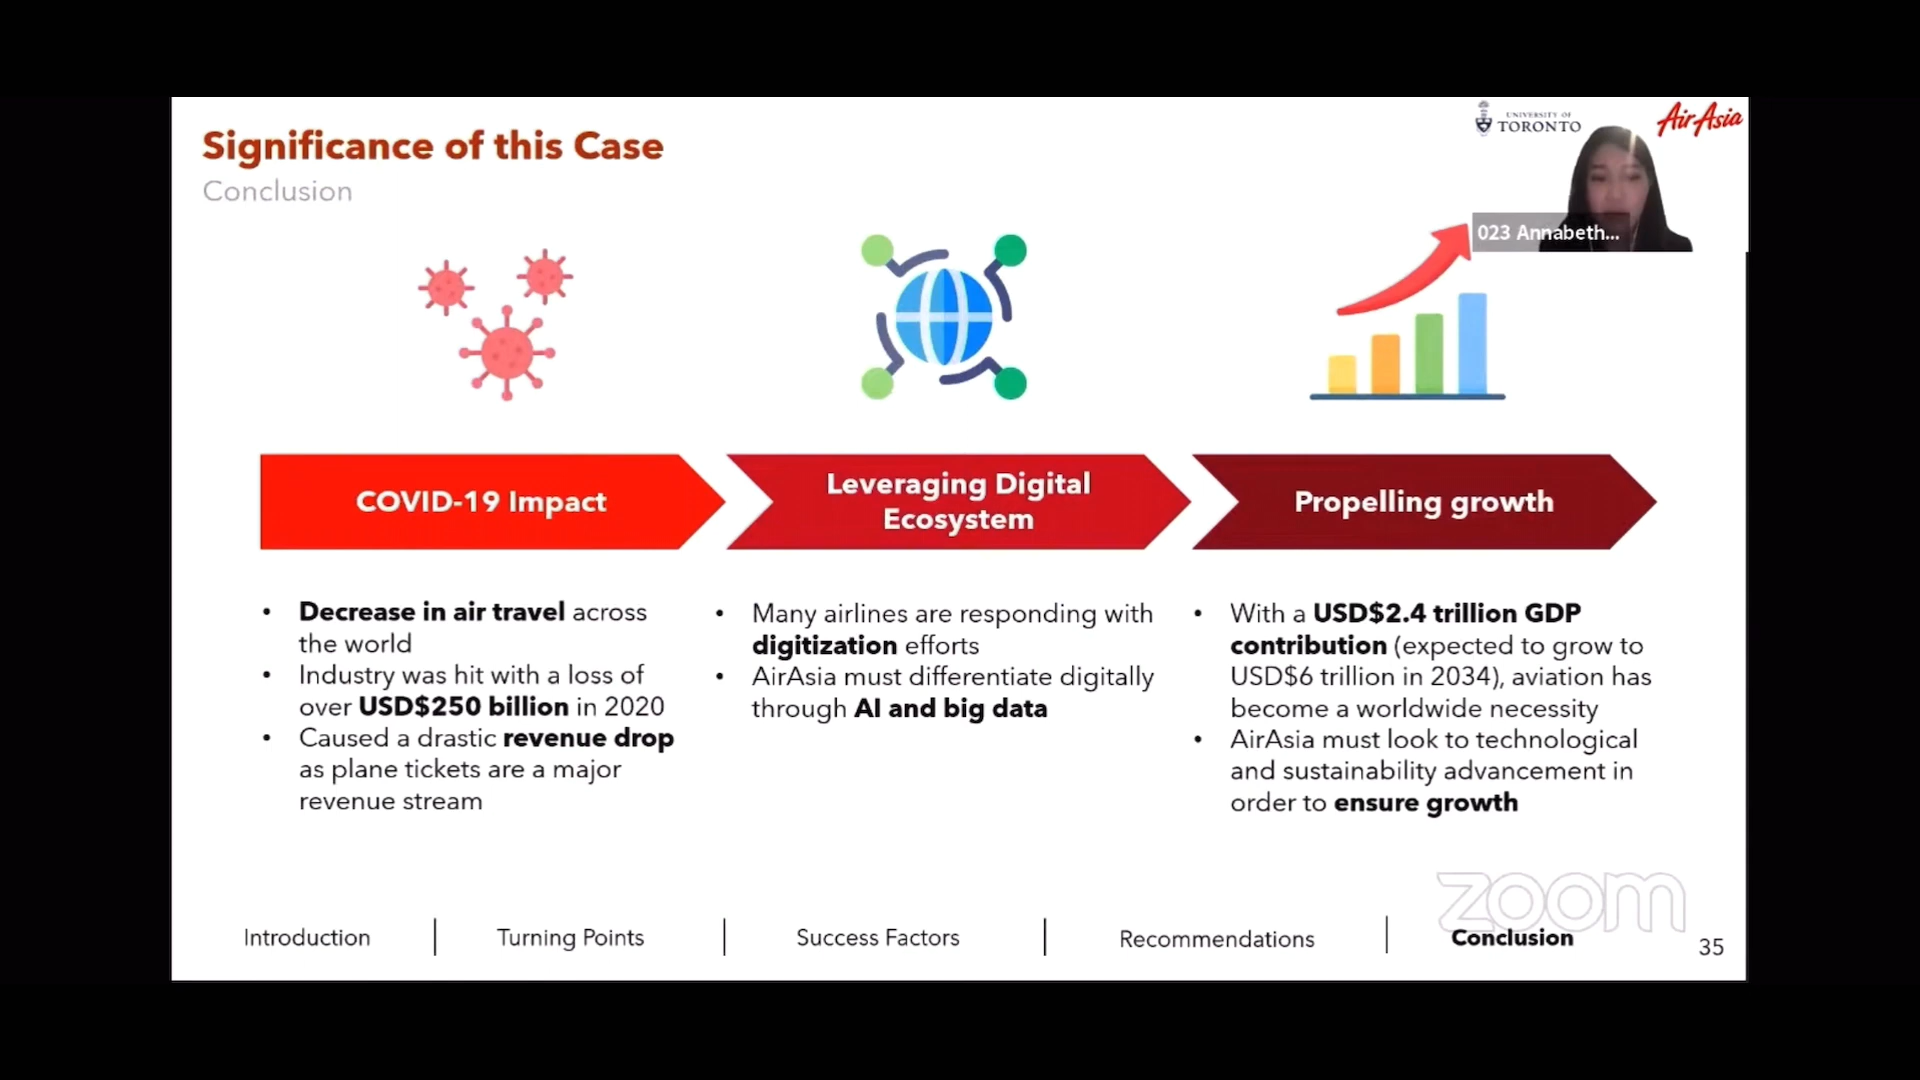 Significance of this Case
Conclusion
UNIVERSITY OF
TORONTO
AirAsia
023 Annabeth...
COVID-19 Impact
Leveraging Digital
Ecosystem
Propelling growth
• Decrease in air travel across
the world
• Industry was hit with a loss of
over USD$250 billion in 2020
• Caused a drastic revenue drop
as plane tickets are a major
revenue stream
• Many airlines are responding with
digitization efforts
• AirAsia must differentiate digitally
through AI and big data
• With a USD$2.4 trillion GDP
contribution (expected to grow to
USD$6 trillion in 2034), aviation has
become a worldwide necessity
• AirAsia must look to technological
and sustainability advancement in
order to ensure growth
zoom
Introduction
Turning Points
Success Factors
Recommendations
Conclusion
35